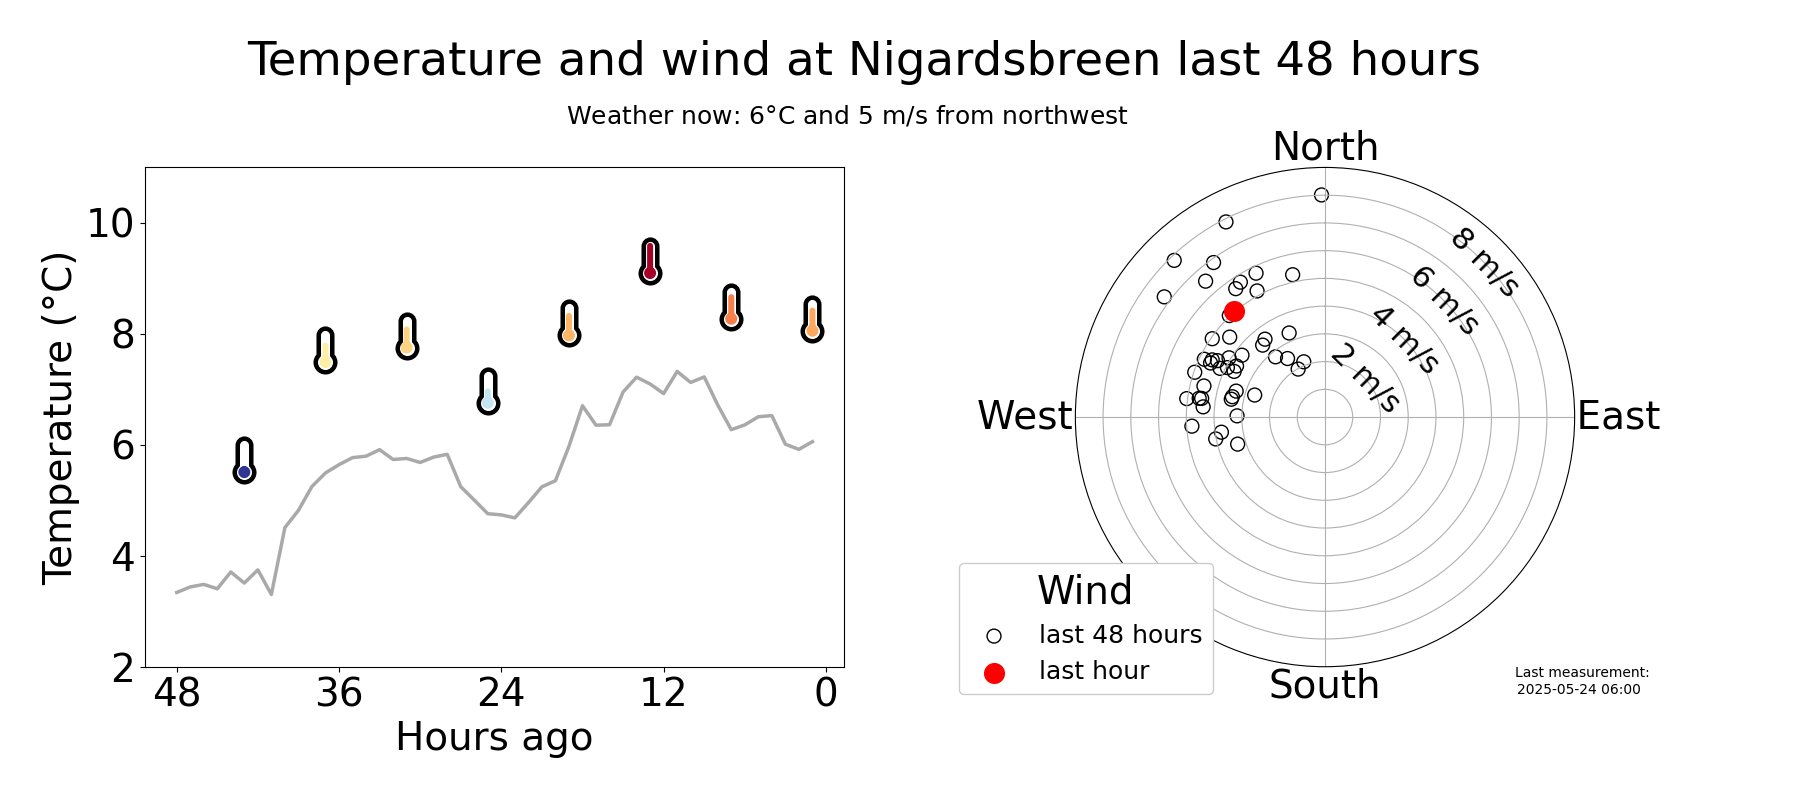 Temperature and wind at Nigardsbreen last 48 hours
Weather now: 6°C and 5 m/s from northwest
Temperature (°C)
10
8
6
4
2
48 36 24 12 0
Hours ago
North
West
East
South
8 m/s
6 m/s
4 m/s
2 m/s
Wind
last 48 hours
last hour
Last measurement:
2025-05-24 06:00